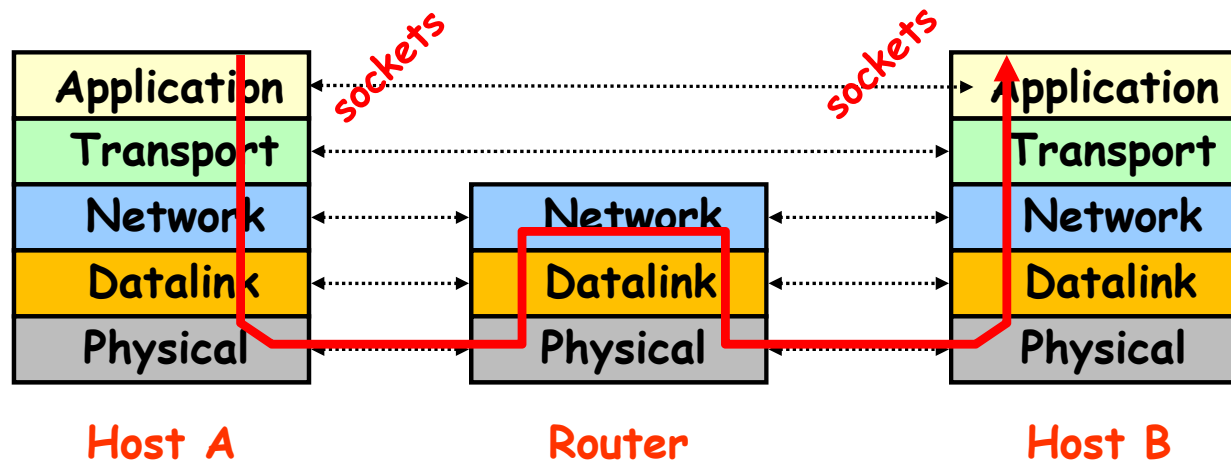 sockets
sockets
Application
Application
Transport
Transport
Network
Network
Network
Datalink
Datalink
Datalink
Physical
Physical
Physical
Host A
Router
Host B